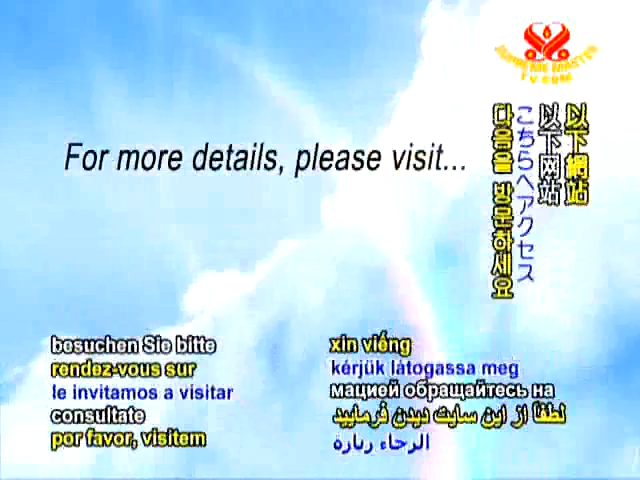 SUPREME MASTER
TV.COM
For more details, please visit...
以下網站
以下网站
こちらへアクセス
다음을 방문하세요
besuchen Sie bitte
rendez-vous sur
le invitamos a visitar
consultate
por favor, visitem
xin viếng
kérjük látogassa meg
мацией обращайтесь на
لطفاً از این سایت دیدن فرمایید
الرجاء زيارة